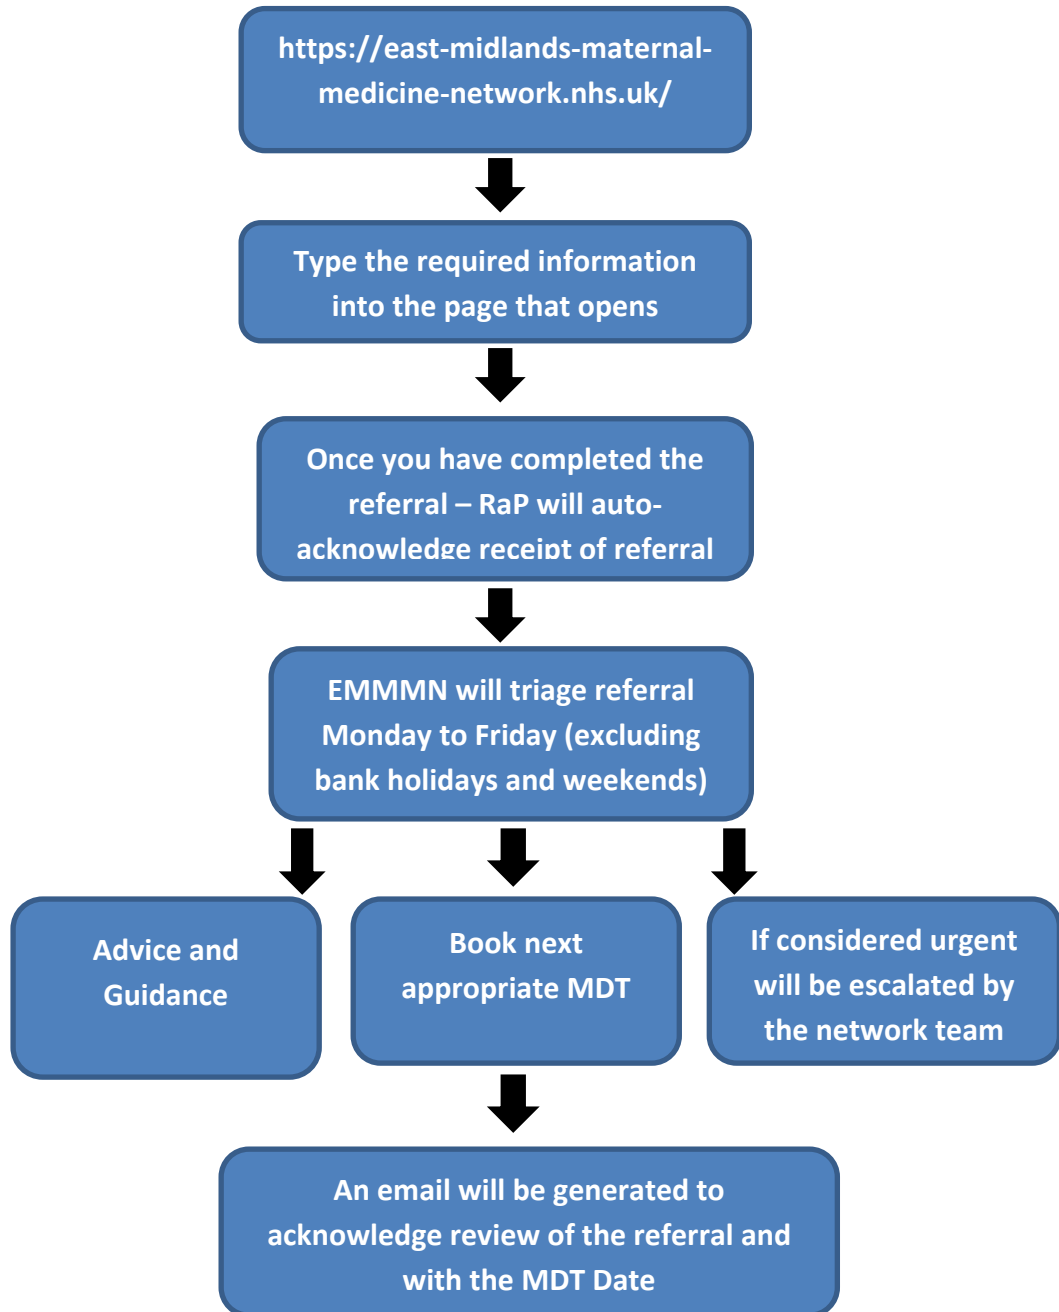 https://east-midlands-maternal-
medicine-network.nhs.uk/
Type the required information
into the page that opens
Once you have completed the
referral – RaP will auto-
acknowledge receipt of referral
EMMMN will triage referral
Monday to Friday (excluding
bank holidays and weekends)
Advice and
Guidance
Book next
appropriate MDT
If considered urgent
will be escalated by
the network team
An email will be generated to
acknowledge review of the referral and
with the MDT Date